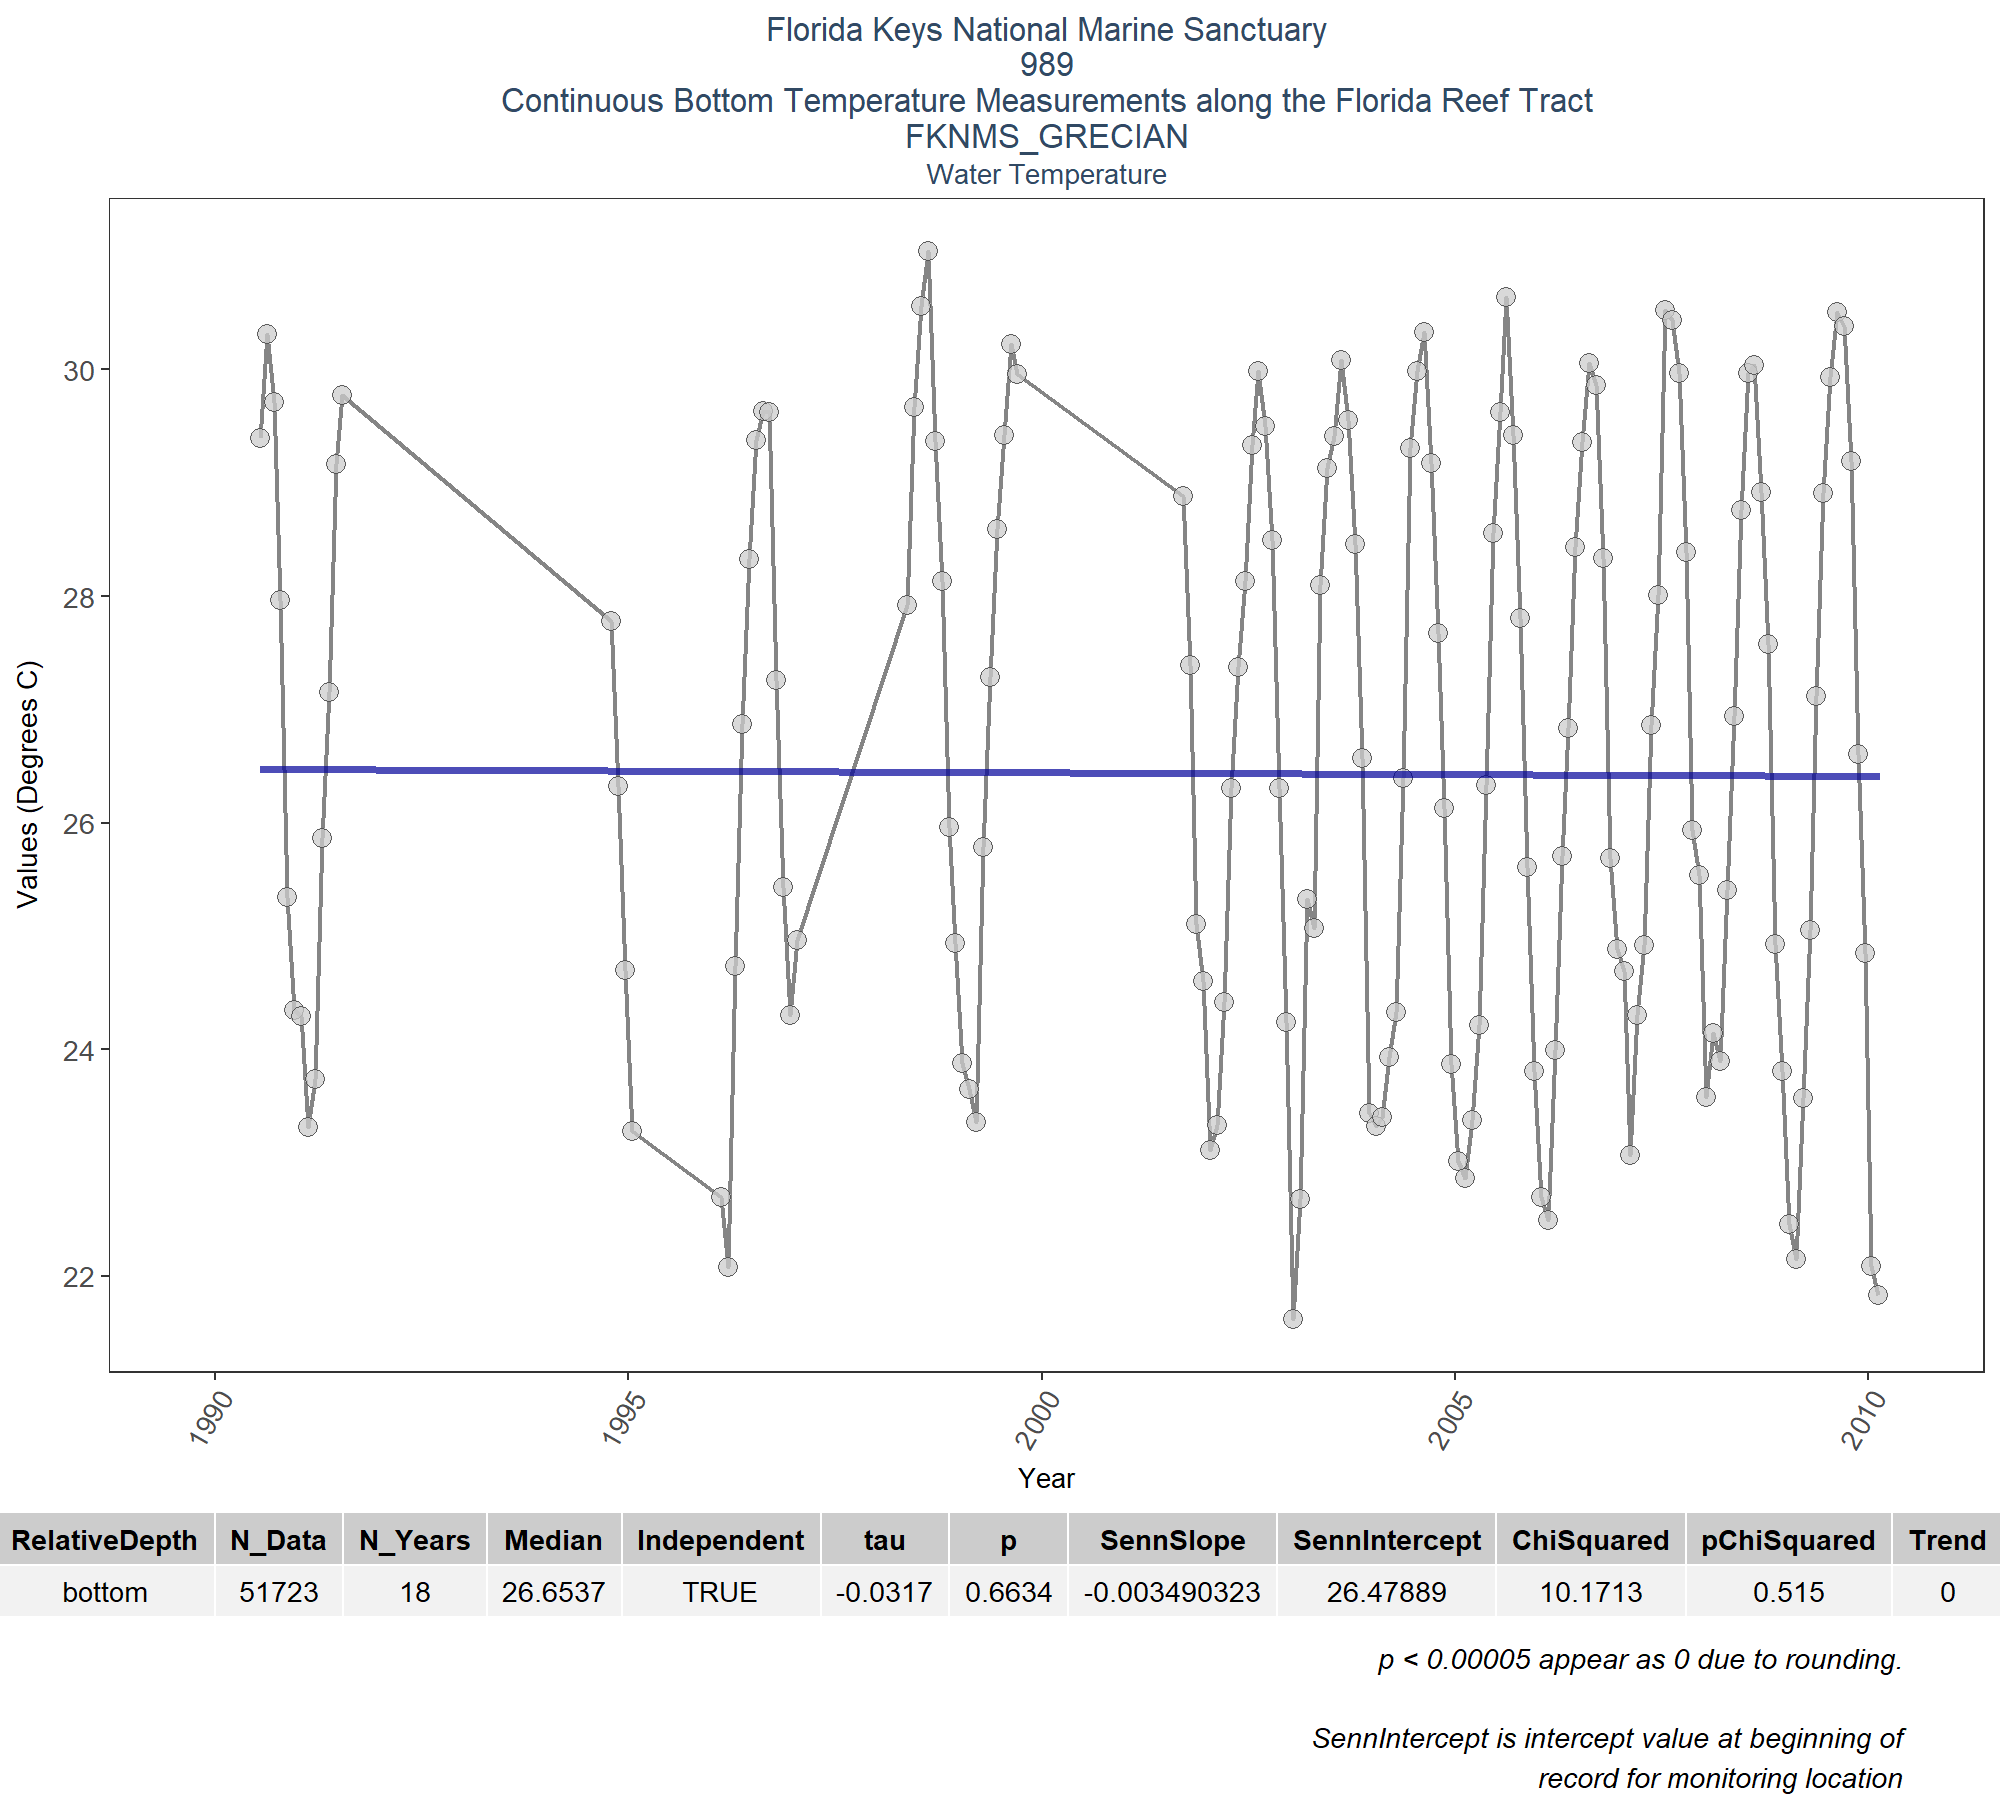 Florida Keys National Marine Sanctuary
989
Continuous Bottom Temperature Measurements along the Florida Reef Tract
FKNMS_GRECIAN
Water Temperature
Values (Degrees C)
30
28
26
24
22
1990 1995 2000 2005 2010
Year
RelativeDepth N_Data N_Years Median Independent tau p SennSlope SennIntercept ChiSquared pChiSquared Trend
bottom 51723 18 26.6537 TRUE -0.0317 0.6634 -0.003490323 26.47889 10.1713 0.515 0
p < 0.00005 appear as 0 due to rounding.
SennIntercept is intercept value at beginning of
record for monitoring location